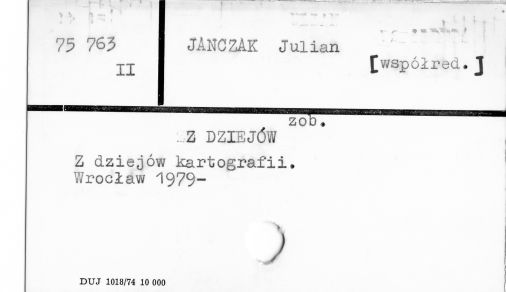 75 763
II
JANCZAK Julian
[współred.]
zob.
Z DZIEJÓW
Z dziejów kartografii.
Wrocław 1979-
DUJ 1018/74 10 000